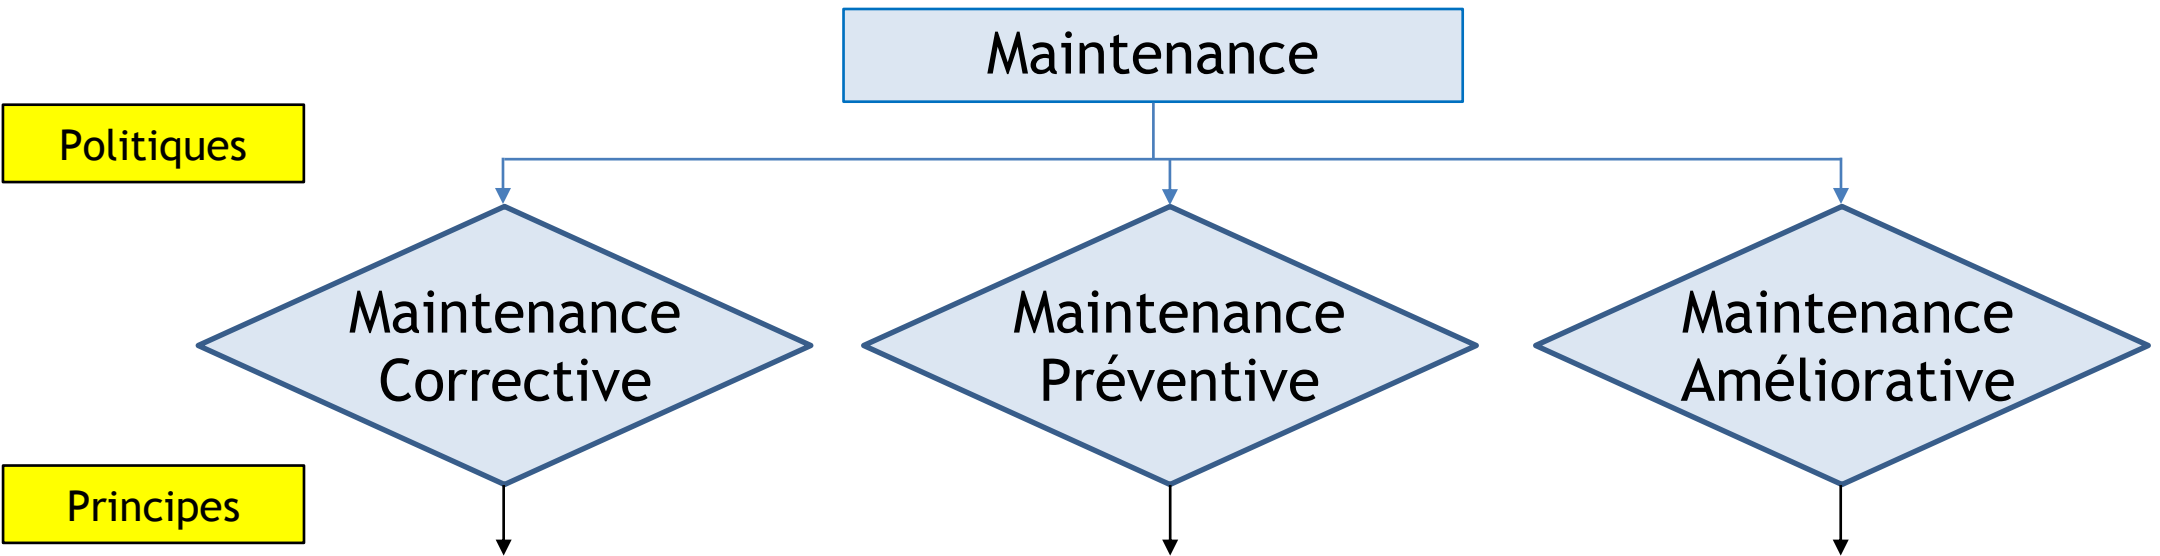 Maintenance
Politiques
Maintenance
Corrective
Maintenance
Préventive
Maintenance
Améliorative
Principes